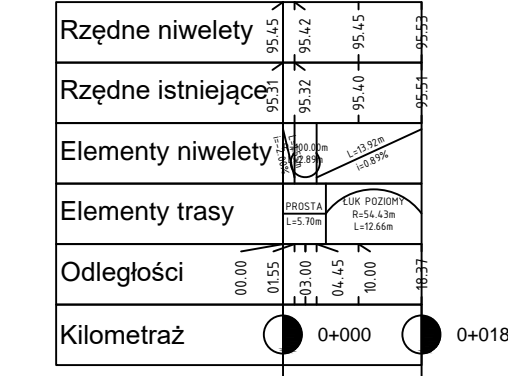 Rzędne niwelety 95.45 95.42 95.45 95.53
Rzędne istniejące 95.31 95.32 95.40 95.51
Elementy niwelety L=13.92m
i=0.89%
Elementy trasy PROSTA ŁUK POZIOMY
L=5.70m R=54.43m
L=12.66m
Odległości 00.00 01.55 03.00 04.45 10.00 18.37
Kilometraż 0+000 0+018